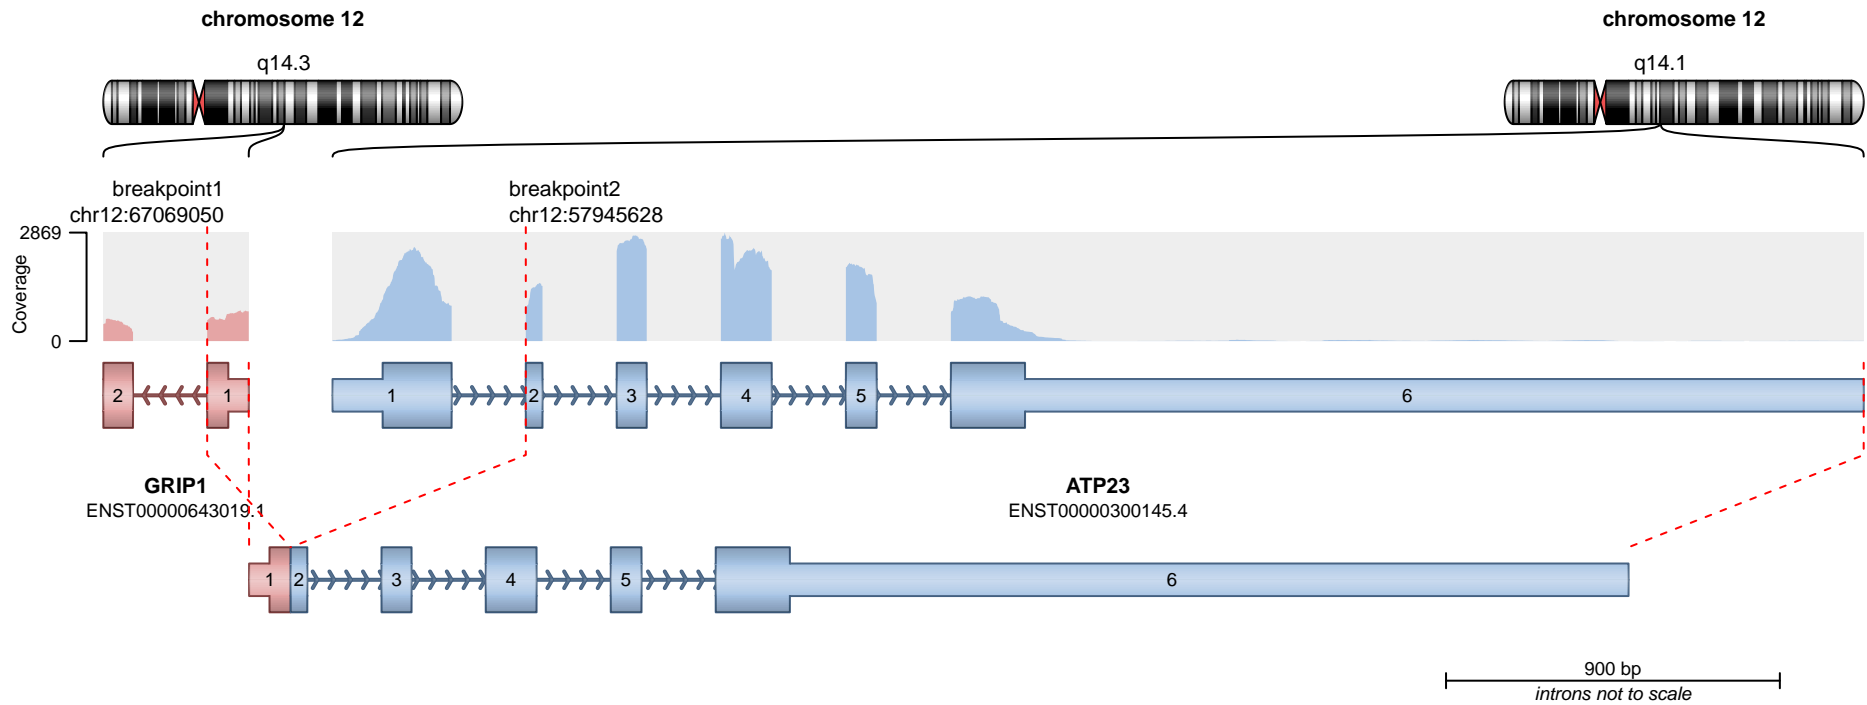 chromosome 12
chromosome 12
q14.3
q14.1
breakpoint1
chr12:67069050
breakpoint2
chr12:57945628
2869
Coverage
0
2
1
1
2
3
4
5
6
GRIP1
ENST00000643019.1
ATP23
ENST00000300145.4
1
2
3
4
5
6
900 bp
introns not to scale